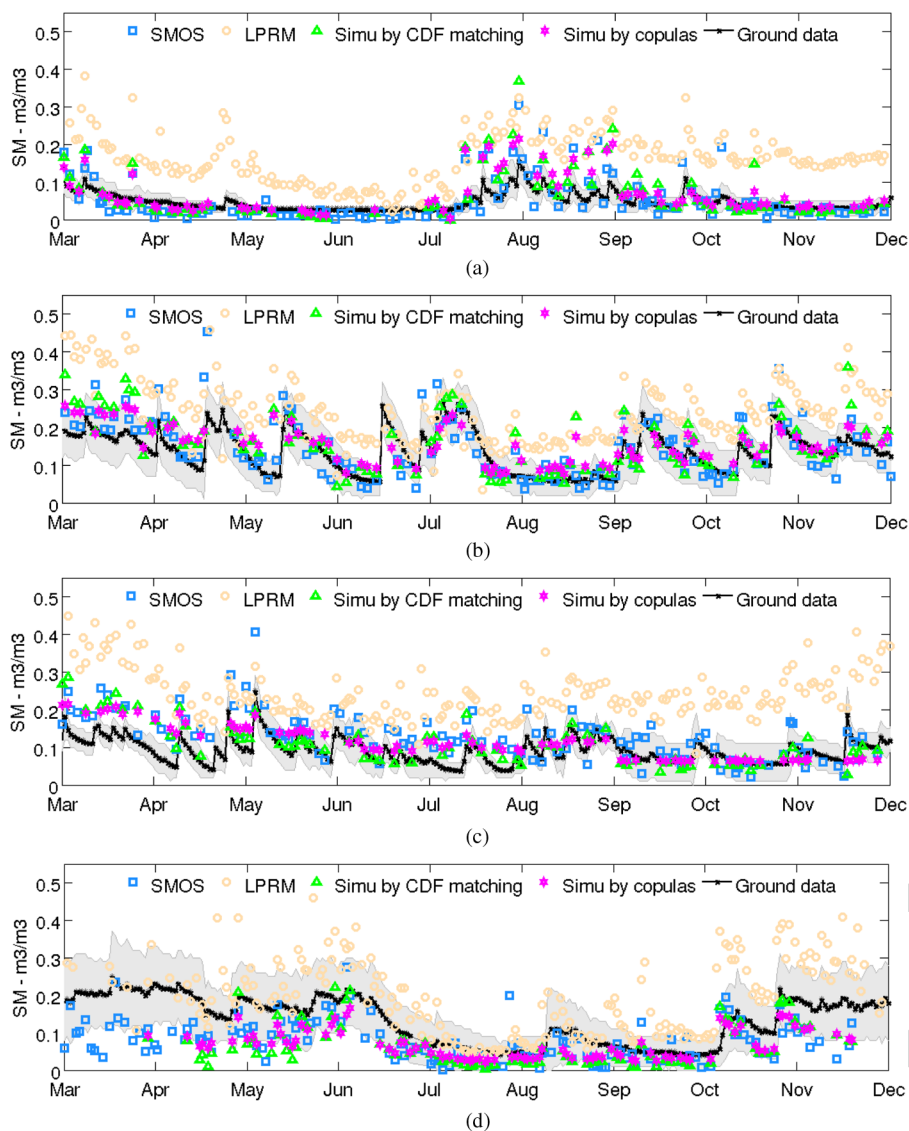 0.5
SMOS LPRM Simu by CDF matching Simu by copulas Ground data
0.4
0.3
0.2
0.1
0
SM - m3/m3
Mar Apr May Jun Jul Aug Sep Oct Nov Dec
(a)
0.5
SMOS LPRM Simu by CDF matching Simu by copulas Ground data
0.4
0.3
0.2
0.1
0
SM - m3/m3
Mar Apr May Jun Jul Aug Sep Oct Nov Dec
(b)
0.5
SMOS LPRM Simu by CDF matching Simu by copulas Ground data
0.4
0.3
0.2
0.1
0
SM - m3/m3
Mar Apr May Jun Jul Aug Sep Oct Nov Dec
(c)
0.5
SMOS LPRM Simu by CDF matching Simu by copulas Ground data
0.4
0.3
0.2
0.1
0
SM - m3/m3
Mar Apr May Jun Jul Aug Sep Oct Nov Dec
(d)